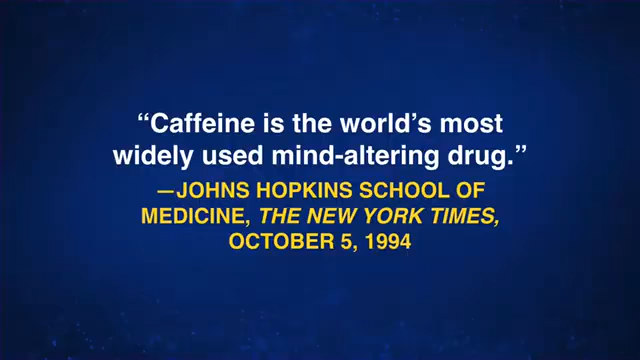 “Caffeine is the world’s most
widely used mind-altering drug.”
—JOHNS HOPKINS SCHOOL OF
MEDICINE, THE NEW YORK TIMES,
OCTOBER 5, 1994